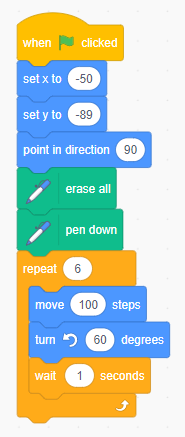 when clicked
set x to -50
set y to -89
point in direction 90
erase all
pen down
repeat 6
move 100 steps
turn 60 degrees
wait 1 seconds